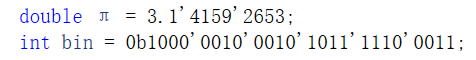 double π = 3.1'4159'2653;
int bin = 0b1000'0010'0010'1011'1110'0011;